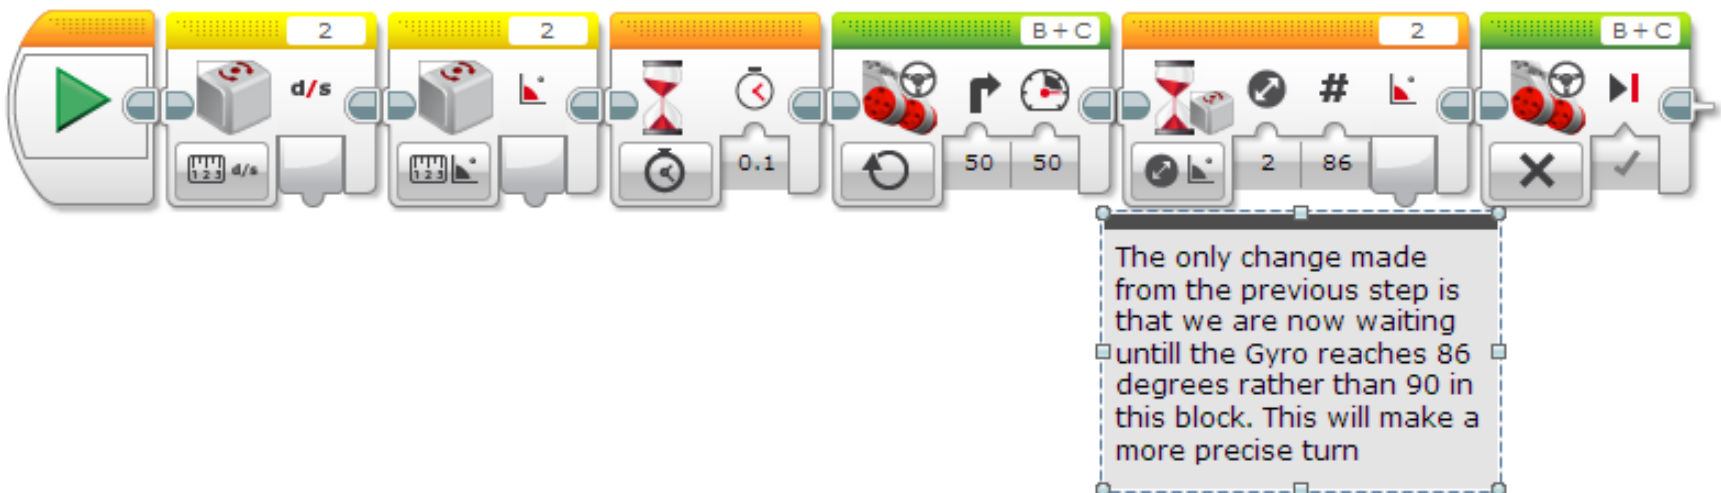 2
2
B + C
2
B + C
d/s
#
123 d/s
123
0.1
50 50
2 86
The only change made
from the previous step is
that we are now waiting
untill the Gyro reaches 86
degrees rather than 90 in
this block. This will make a
more precise turn